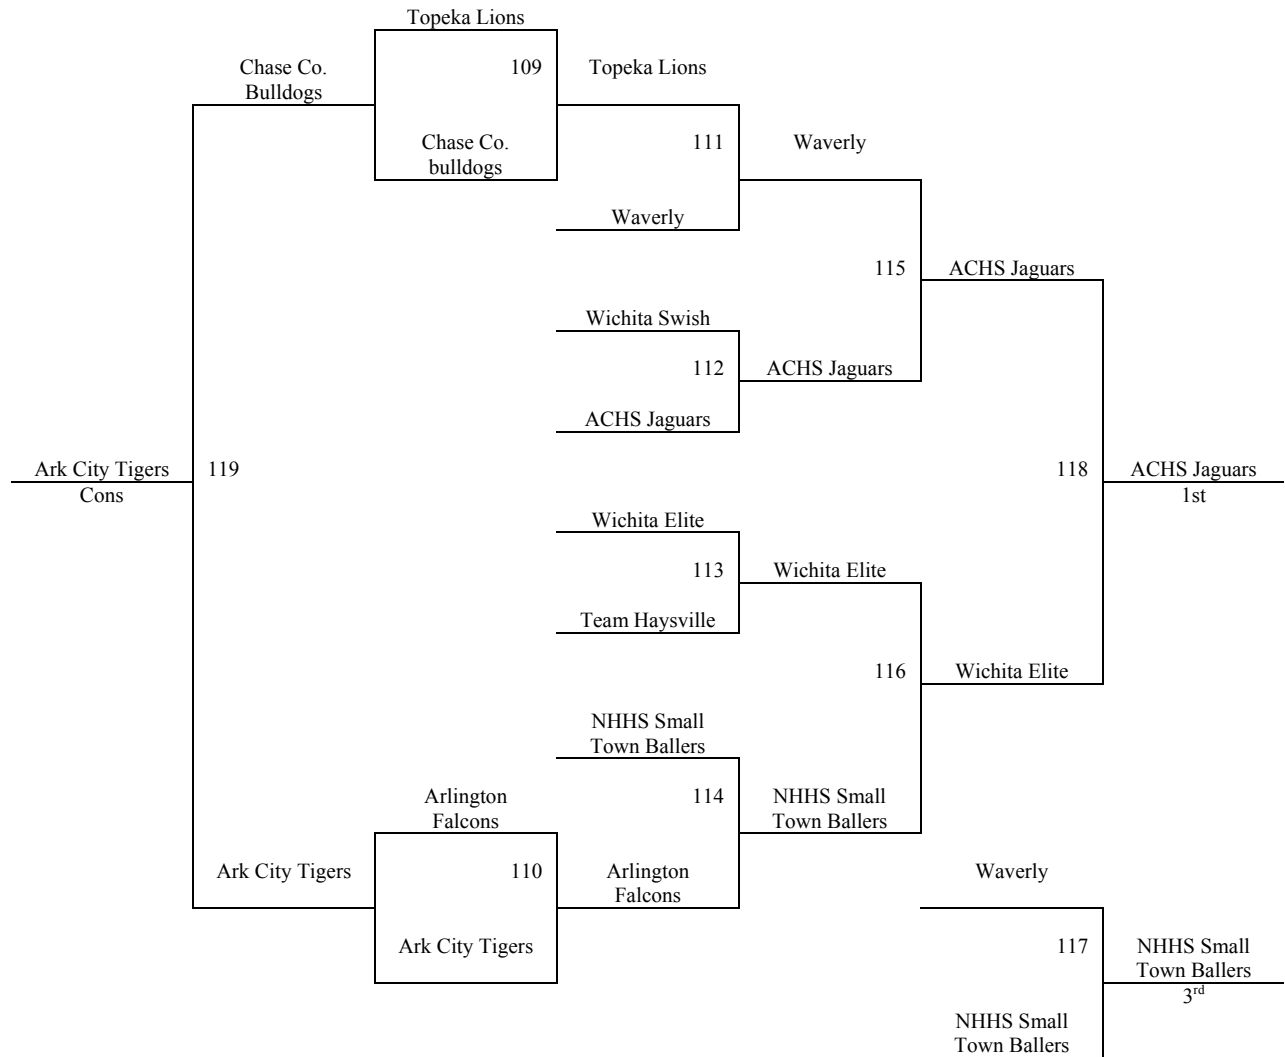 Topeka Lions
Chase Co.
Bulldogs
109
Topeka Lions
Chase Co.
bulldogs
111
Waverly
Waverly
115
ACHS Jaguars
Wichita Swish
112
ACHS Jaguars
ACHS Jaguars
Ark City Tigers
Cons
119
118
ACHS Jaguars
1st
Wichita Elite
113
Wichita Elite
Team Haysville
116
Wichita Elite
NHHS Small
Town Ballers
114
NHHS Small
Town Ballers
Arlington
Falcons
Ark City Tigers
110
Arlington
Falcons
Waverly
Ark City Tigers
117
NHHS Small
Town Ballers
3rd
NHHS Small
Town Ballers